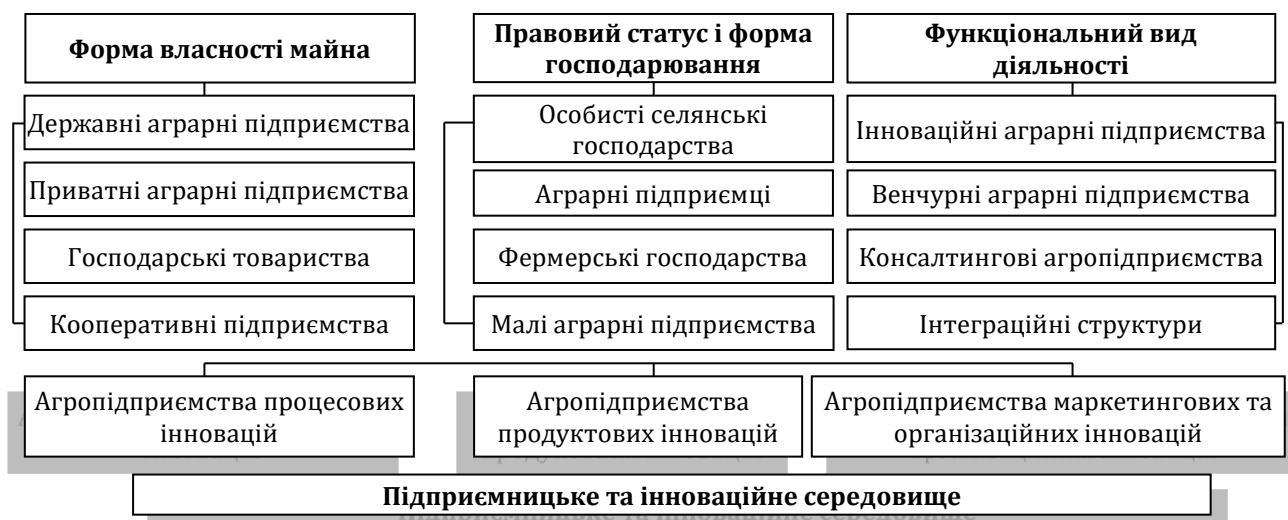 Форма власності майна
Правовий статус і форма
господарювання
Функціональний вид
діяльності
Державні аграрні підприємства
Особисті селянські
господарства
Інноваційні аграрні підприємства
Приватні аграрні підприємства
Аграрні підприємці
Венчурні аграрні підприємства
Господарські товариства
Фермерські господарства
Консалтингові агропідприємства
Кооперативні підприємства
Малі аграрні підприємства
Інтеграційні структури
Агропідприємства процесових
інновацій
Агропідприємства
продуктових інновацій
Агропідприємства маркетингових та
організаційних інновацій
Підприємницьке та інноваційне середовище